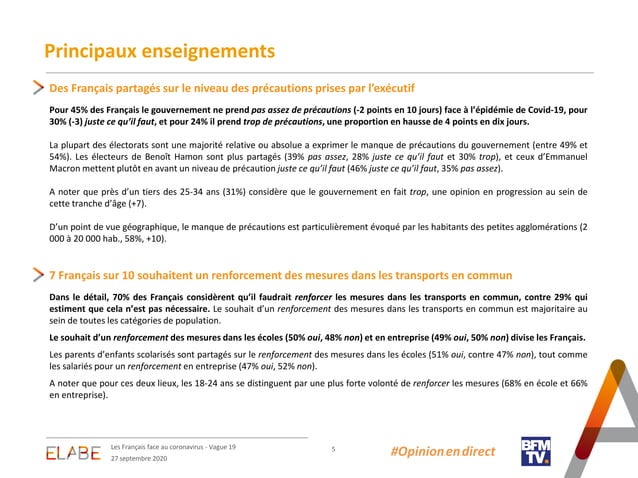 Principaux enseignements
Des Français partagés sur le niveau des précautions prises par l'exécutif
Pour 45% des Français le gouvernement ne prend pas assez de précautions (-2 points en 10 jours) face à l'épidémie de Covid-19, pour
30% (-3) juste ce qu'il faut, et pour 24% il prend trop de précautions, une proportion en hausse de 4 points en dix jours.
La plupart des électorats sont une majorité relative ou absolue a exprimer le manque de précautions du gouvernement (entre 49% et
54%). Les électeurs de Benoît Hamon sont plus partagés (39% pas assez, 28% juste ce qu'il faut et 30% trop), et ceux d'Emmanuel
Macron mettent plutôt en avant un niveau de précaution juste ce qu'il faut (46% juste ce qu'il faut, 35% pas assez).
A noter que près d'un tiers des 25-34 ans (31%) considère que le gouvernement en fait trop, une opinion en progression au sein de
cette tranche d'âge (+7).
D'un point de vue géographique, le manque de précautions est particulièrement évoqué par les habitants des petites agglomérations (2
000 à 20 000 hab., 58%, +10).
7 Français sur 10 souhaitent un renforcement des mesures dans les transports en commun
Dans le détail, 70% des Français considèrent qu'il faudrait renforcer les mesures dans les transports en commun, contre 29% qui
estiment que cela n'est pas nécessaire. Le souhait d'un renforcement des mesures dans les transports en commun est majoritaire au
sein de toutes les catégories de population.
Le souhait d'un renforcement des mesures dans les écoles (50% oui, 48% non) et en entreprise (49% oui, 50% non) divise les Français.
Les parents d'enfants scolarisés sont partagés sur le renforcement des mesures dans les écoles (51% oui, contre 47% non), tout comme
les salariés pour un renforcement en entreprise (47% oui, 52% non).
A noter que pour ces deux lieux, les 18-24 ans se distinguent par une plus forte volonté de renforcer les mesures (68% en école et 66%
en entreprise).
ELABE
Les Français face au coronavirus - Vague 19
27 septembre 2020
5
#Opinionendirect
BFM
TV.